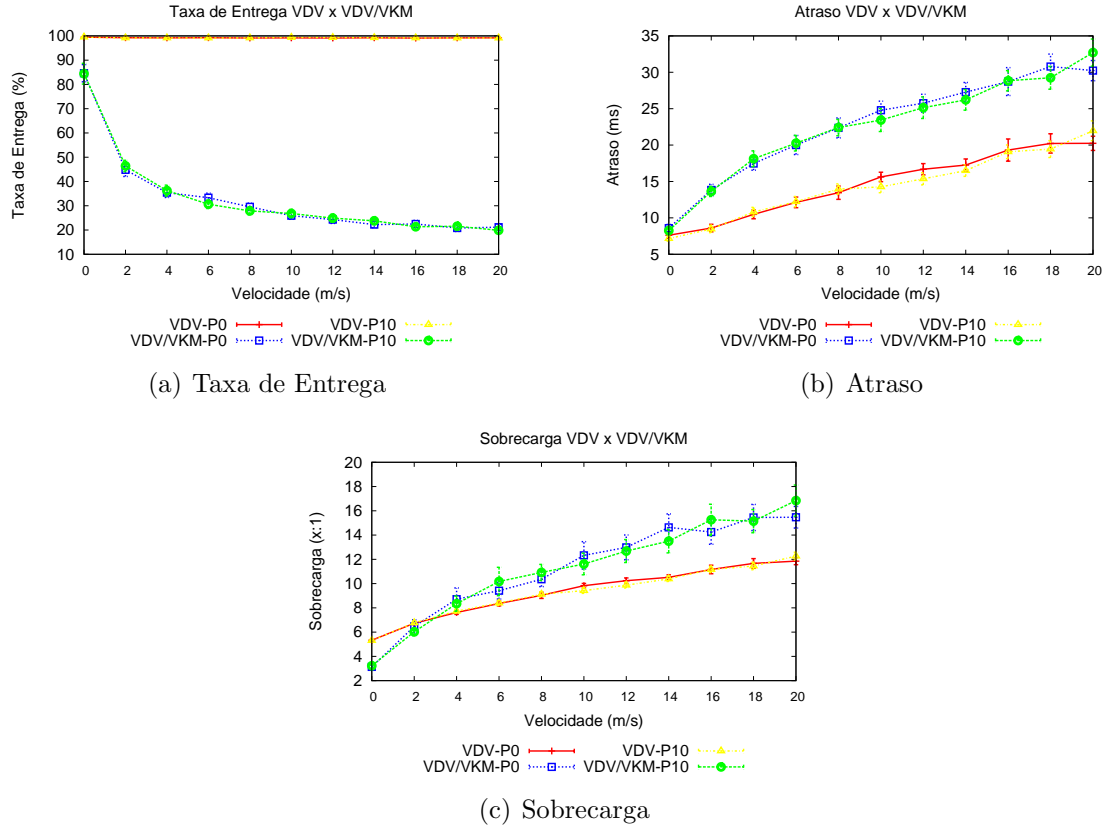 Taxa de Entrega VDV x VDV/VKM
100
90
80
70
60
50
40
30
20
10
Taxa de Entrega (%)
0 2 4 6 8 10 12 14 16 18 20
Velocidade (m/s)
VDV-P0 VDV-P10
VDV/VKM-P0 VDV/VKM-P10
(a) Taxa de Entrega
Atraso VDV x VDV/VKM
35
30
25
20
15
10
5
Atraso (ms)
0 2 4 6 8 10 12 14 16 18 20
Velocidade (m/s)
VDV-P0 VDV-P10
VDV/VKM-P0 VDV/VKM-P10
(b) Atraso
Sobrecarga VDV x VDV/VKM
20
18
16
14
12
10
8
6
4
2
Sobrecarga (x:1)
0 2 4 6 8 10 12 14 16 18 20
Velocidade (m/s)
VDV-P0 VDV-P10
VDV/VKM-P0 VDV/VKM-P10
(c) Sobrecarga